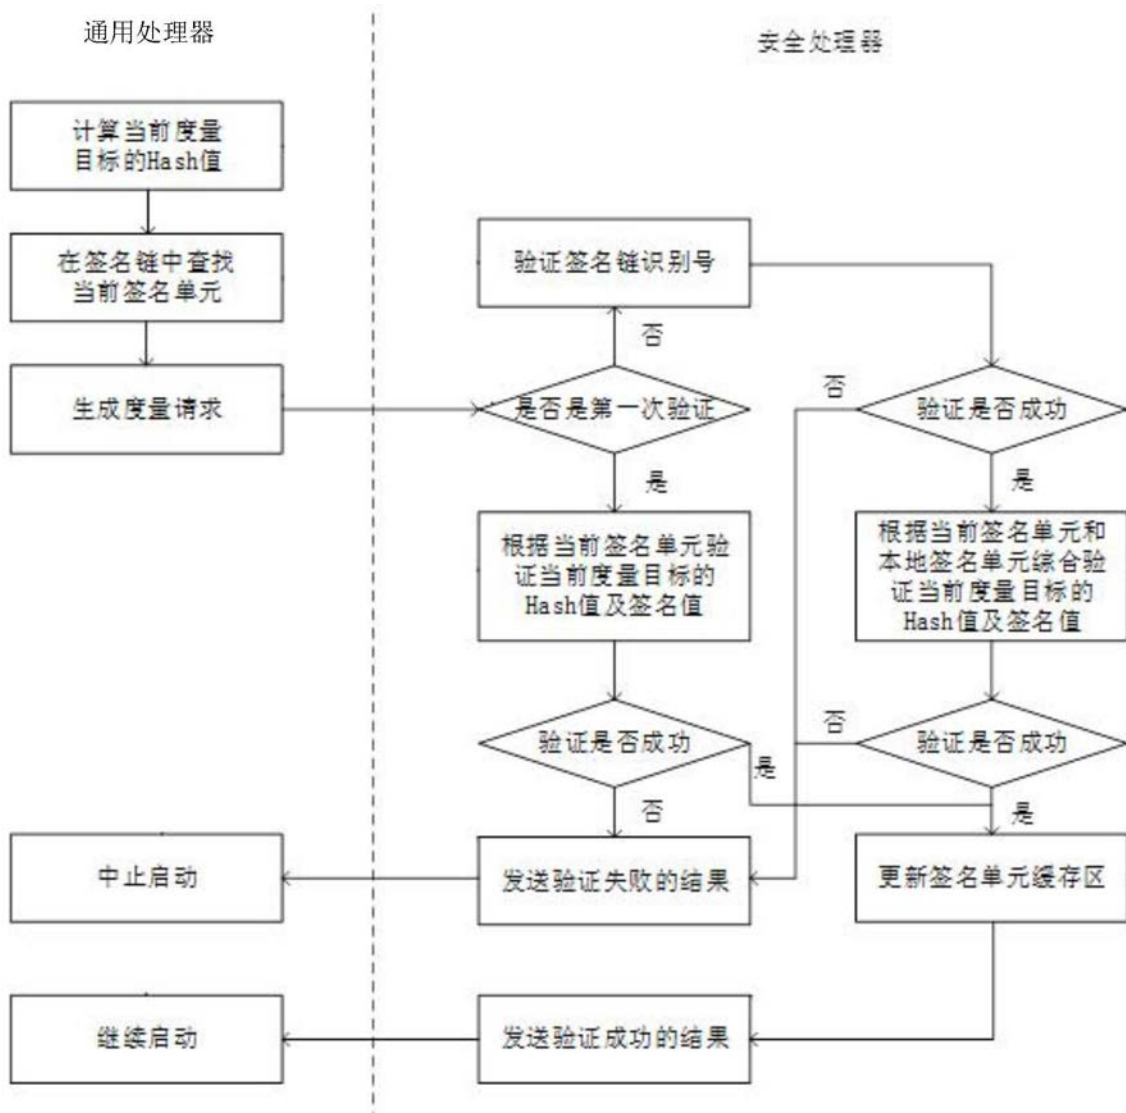 通用处理器
安全处理器
计算当前度量
目标的Hash值
在签名链中查找
当前签名单元
生成度量请求
验证签名链识别号
否
是否是第一次验证
否
验证是否成功
是
是
根据当前签名单元验
证当前度量目标的
Hash值及签名值
根据当前签名单元和
本地签名单元综合验
证当前度量目标的
Hash值及签名值
验证是否成功
是
否
否
验证是否成功
是
中止启动
发送验证失败的结果
更新签名单元缓存区
继续启动
发送验证成功的结果